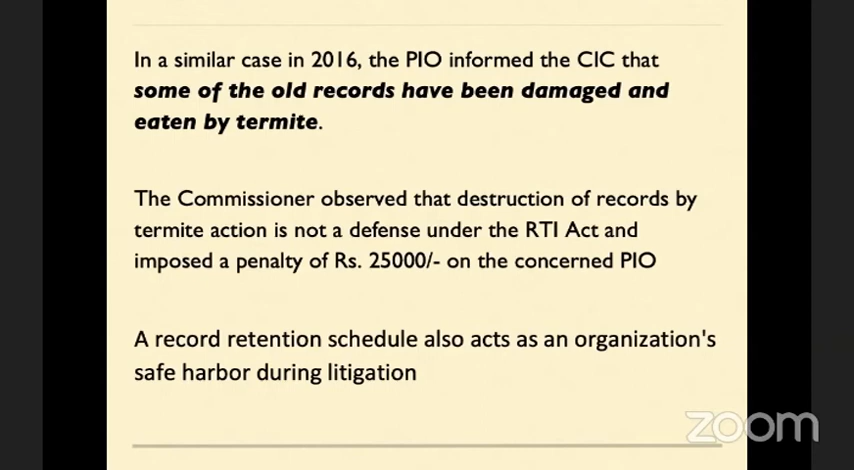 In a similar case in 2016, the PIO informed the CIC that
some of the old records have been damaged and
eaten by termite.
The Commissioner observed that destruction of records by
termite action is not a defense under the RTI Act and
imposed a penalty of Rs. 25000/- on the concerned PIO
A record retention schedule also acts as an organization's
safe harbor during litigation
zoom